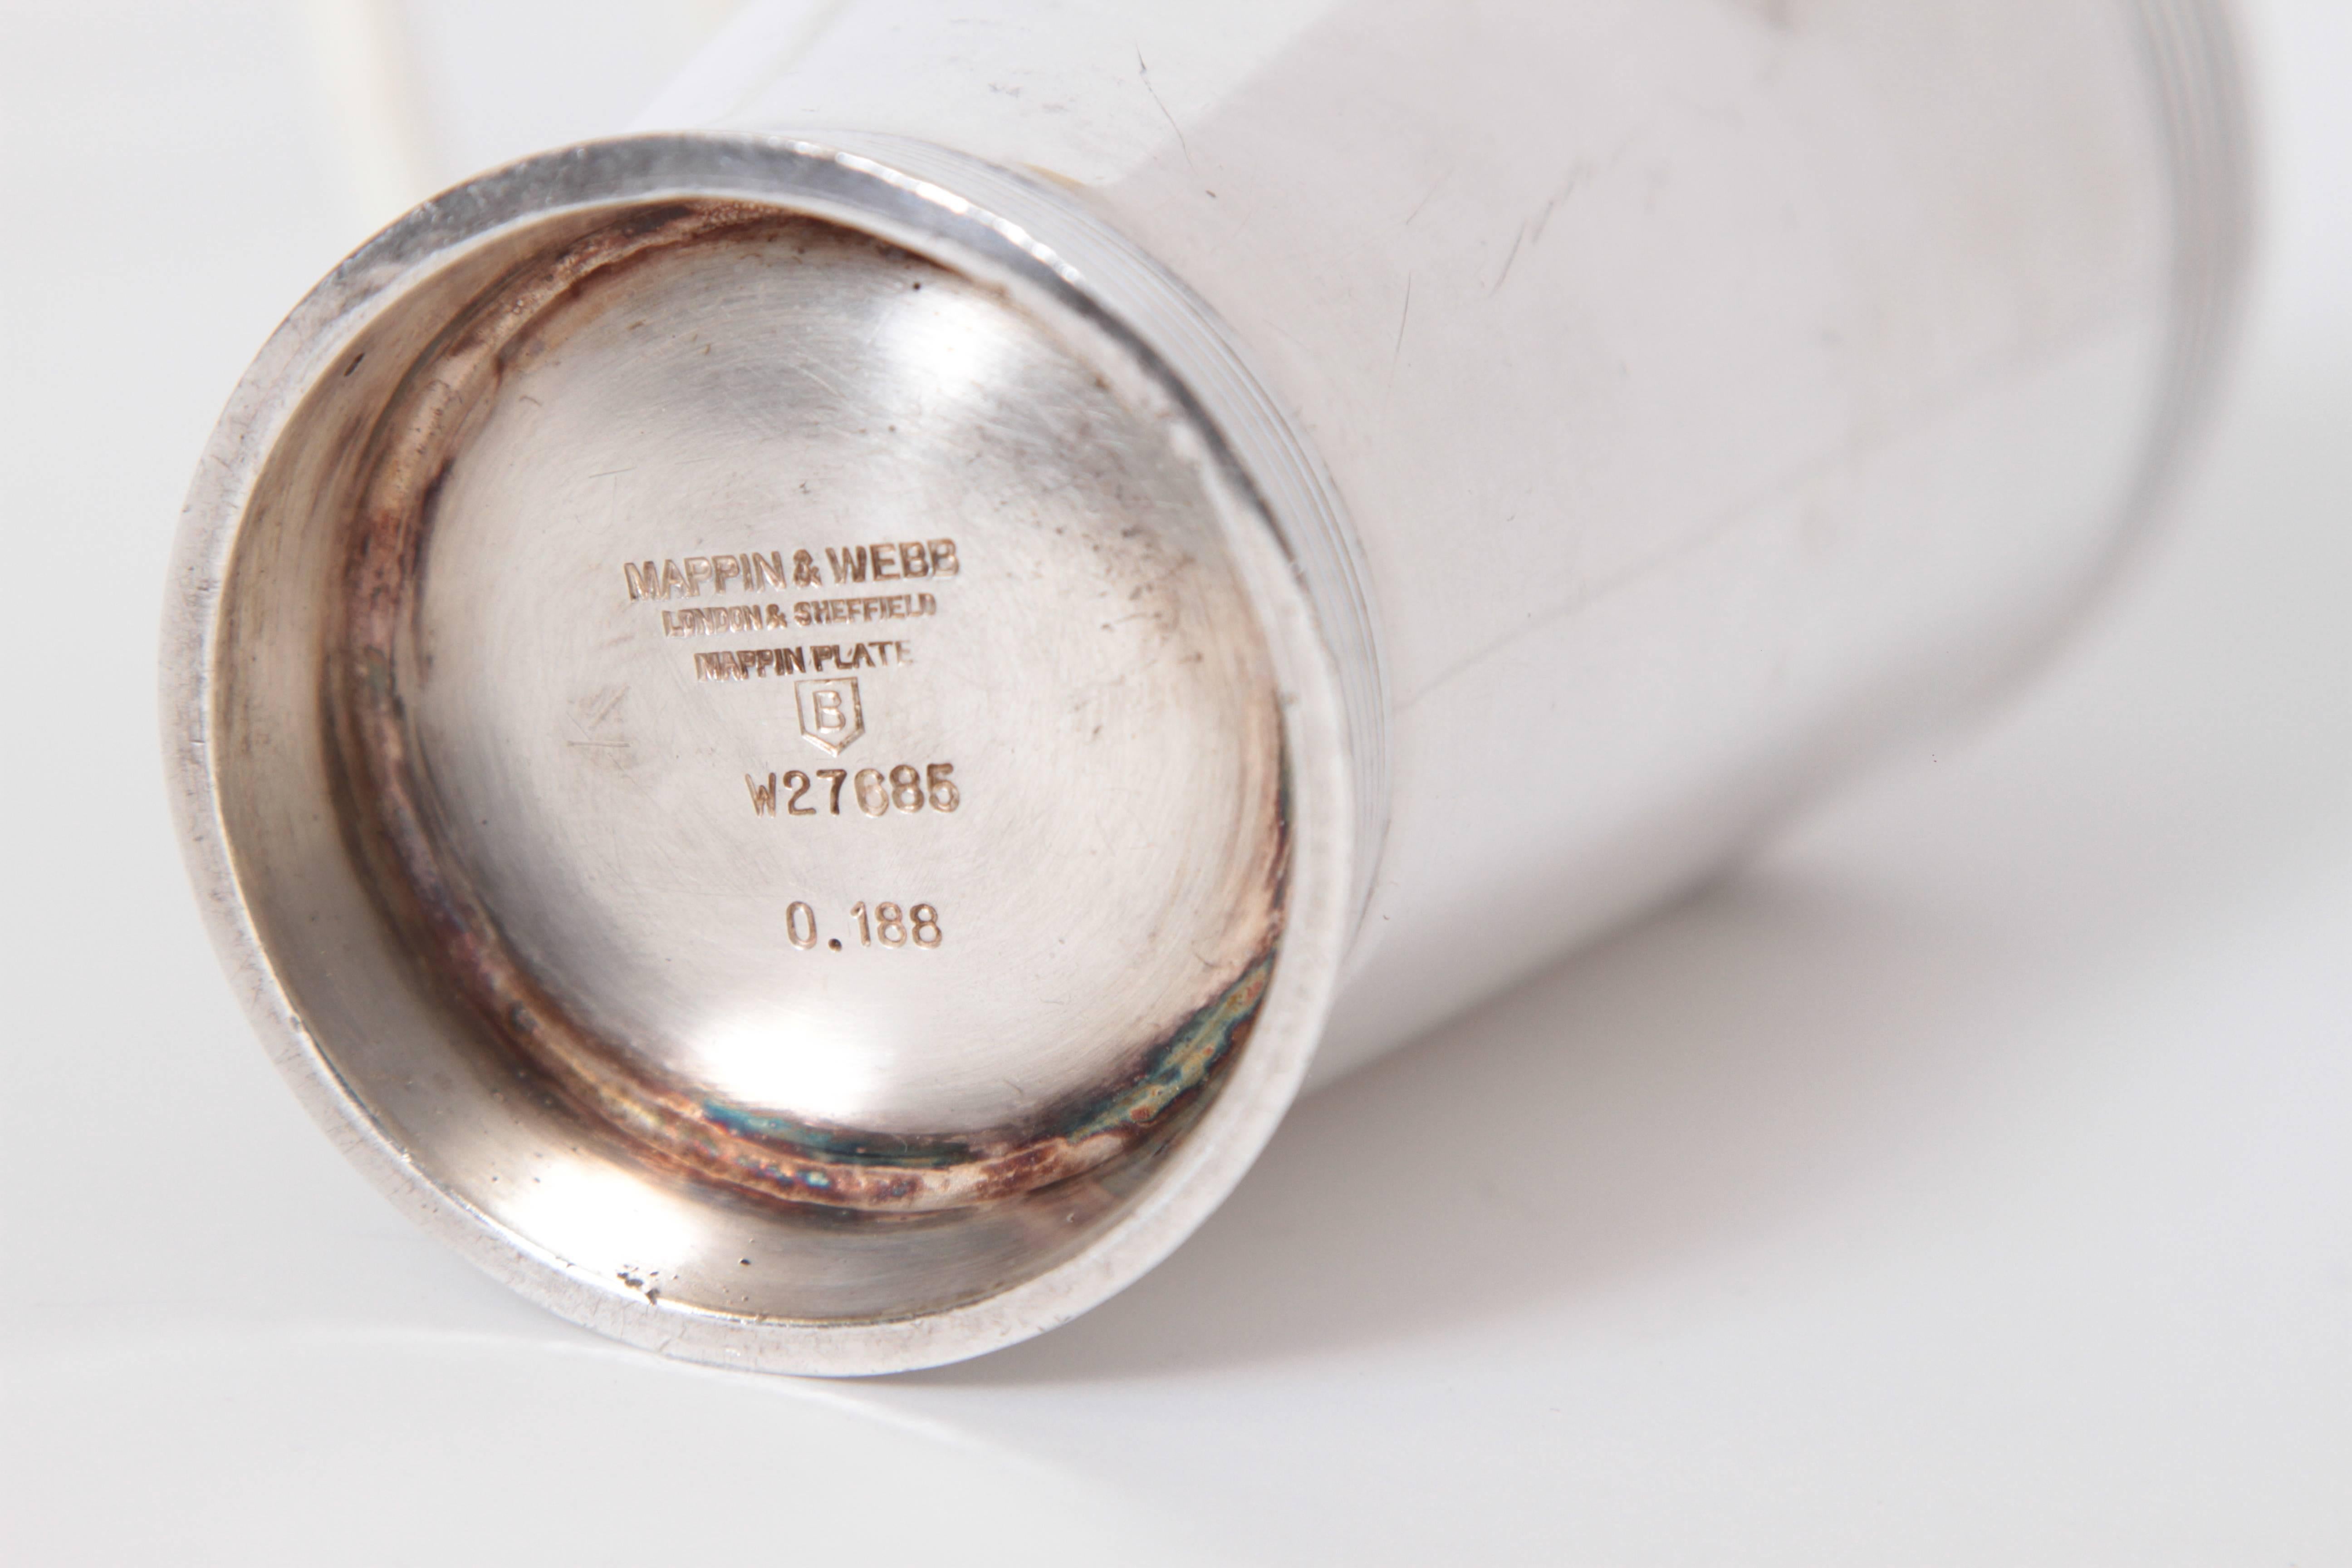 MAPPIN & WEBB
LONDON & SHEFFIELD
MAPPIN PLATE
B
W27685
0.188